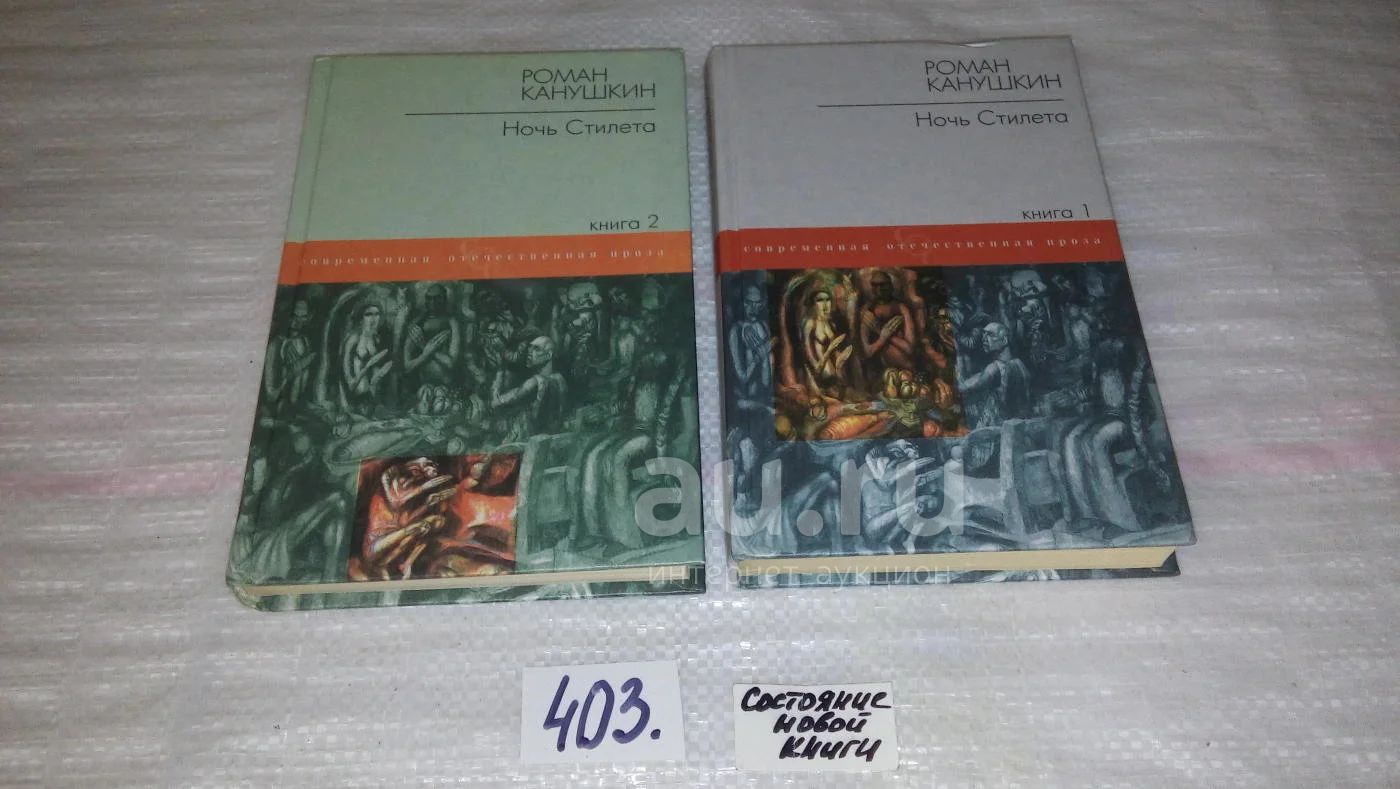 РОМАН
КАНУШКИН
Ночь Стилета
книга 2
современная отечественная проза
РОМАН
КАНУШКИН
Ночь Стилета
книга 1
современная отечественная проза
au.ru
интернет-аукцион
403.
Состояние
новой
книги